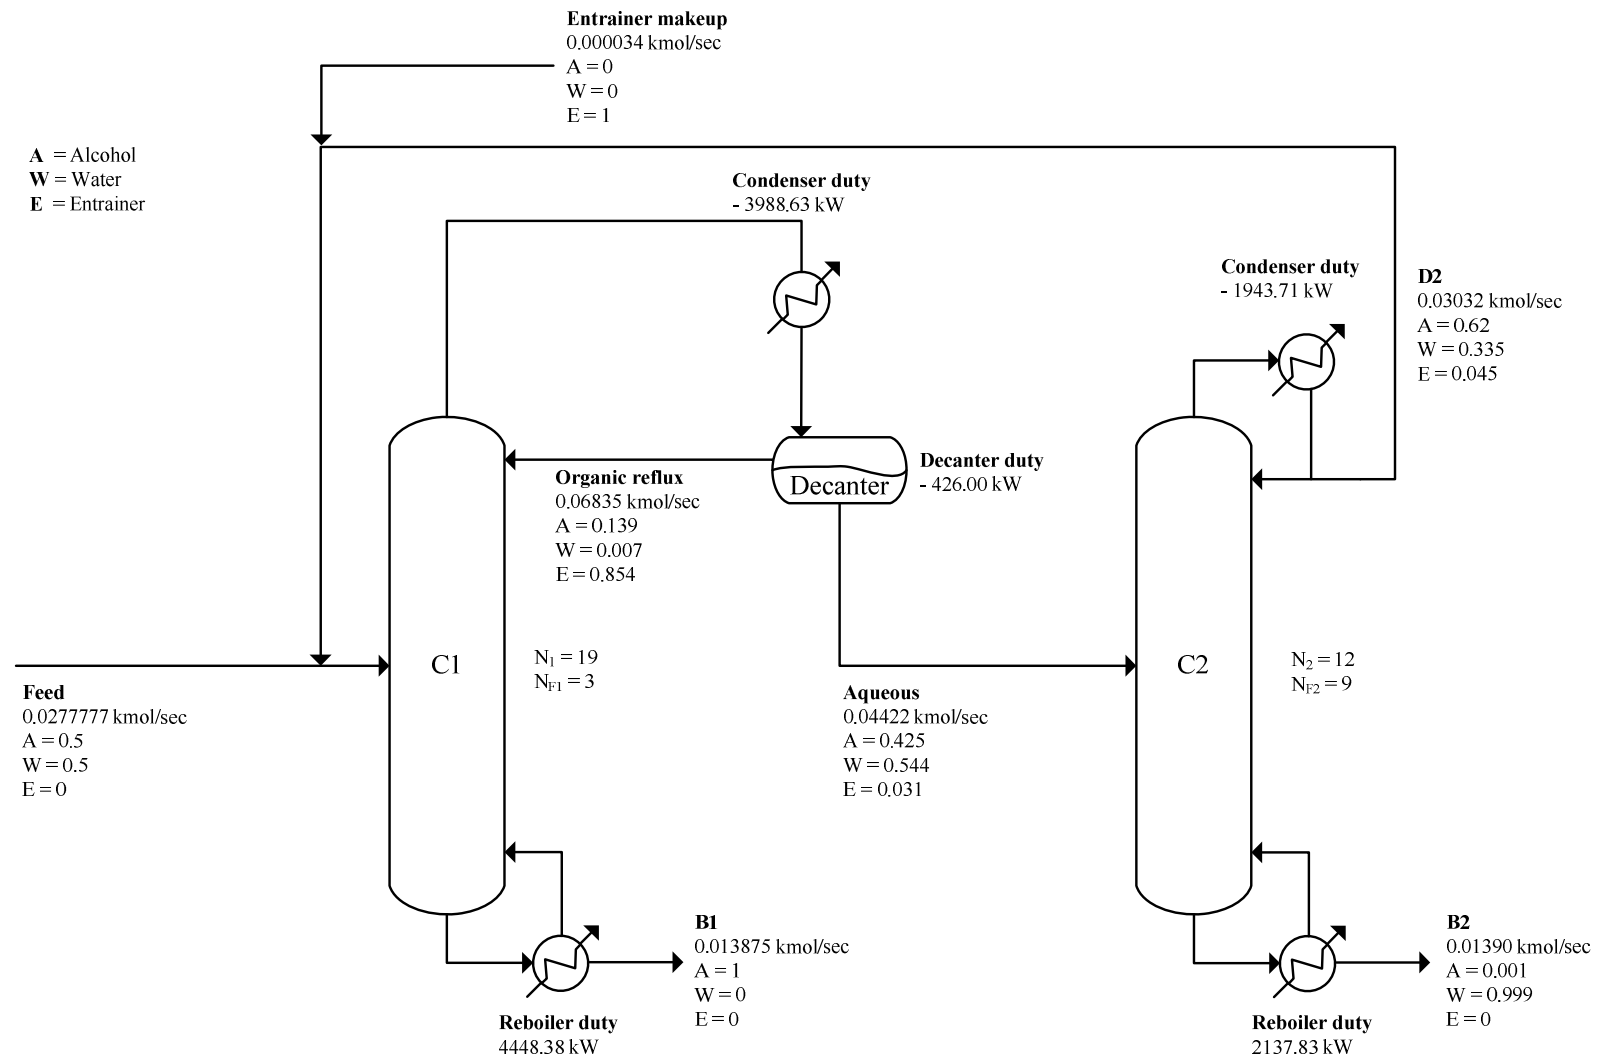 Entrainer makeup
0.000034 kmol/sec
A = 0
W = 0
E = 1
A = Alcohol
W = Water
E = Entrainer
Condenser duty
- 3988.63 kW
Condenser duty
- 1943.71 kW
D2
0.03032 kmol/sec
A = 0.62
W = 0.335
E = 0.045
Organic reflux
0.06835 kmol/sec
A = 0.139
W = 0.007
E = 0.854
Decanter
Decanter duty
- 426.00 kW
C1
N1 = 19
NF1 = 3
C2
N2 = 12
NF2 = 9
Feed
0.0277777 kmol/sec
A = 0.5
W = 0.5
E = 0
Aqueous
0.04422 kmol/sec
A = 0.425
W = 0.544
E = 0.031
B1
0.013875 kmol/sec
A = 1
W = 0
E = 0
Reboiler duty
4448.38 kW
B2
0.01390 kmol/sec
A = 0.001
W = 0.999
E = 0
Reboiler duty
2137.83 kW